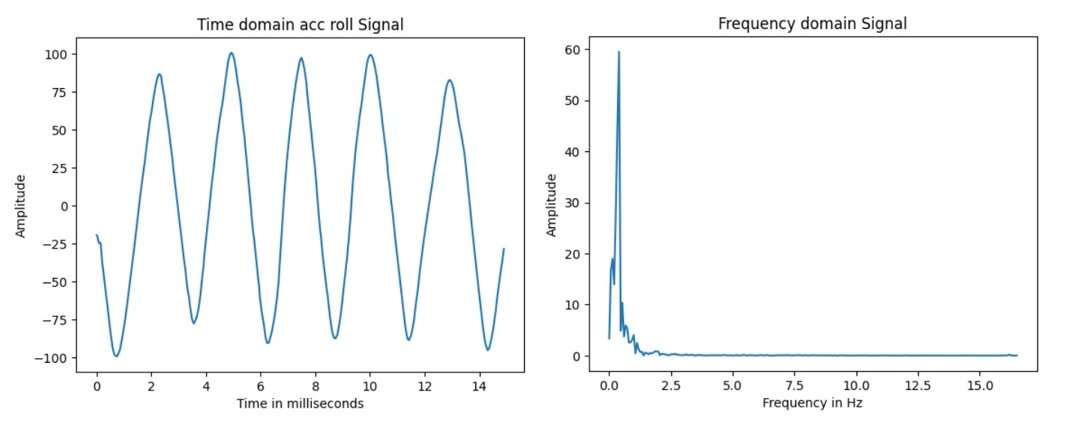 Time domain acc roll Signal
100
75
50
25
0
−25
−50
−75
−100
Amplitude
0 2 4 6 8 10 12 14
Time in milliseconds
Frequency domain Signal
60
50
40
30
20
10
0
Amplitude
0.0 2.5 5.0 7.5 10.0 12.5 15.0
Frequency in Hz